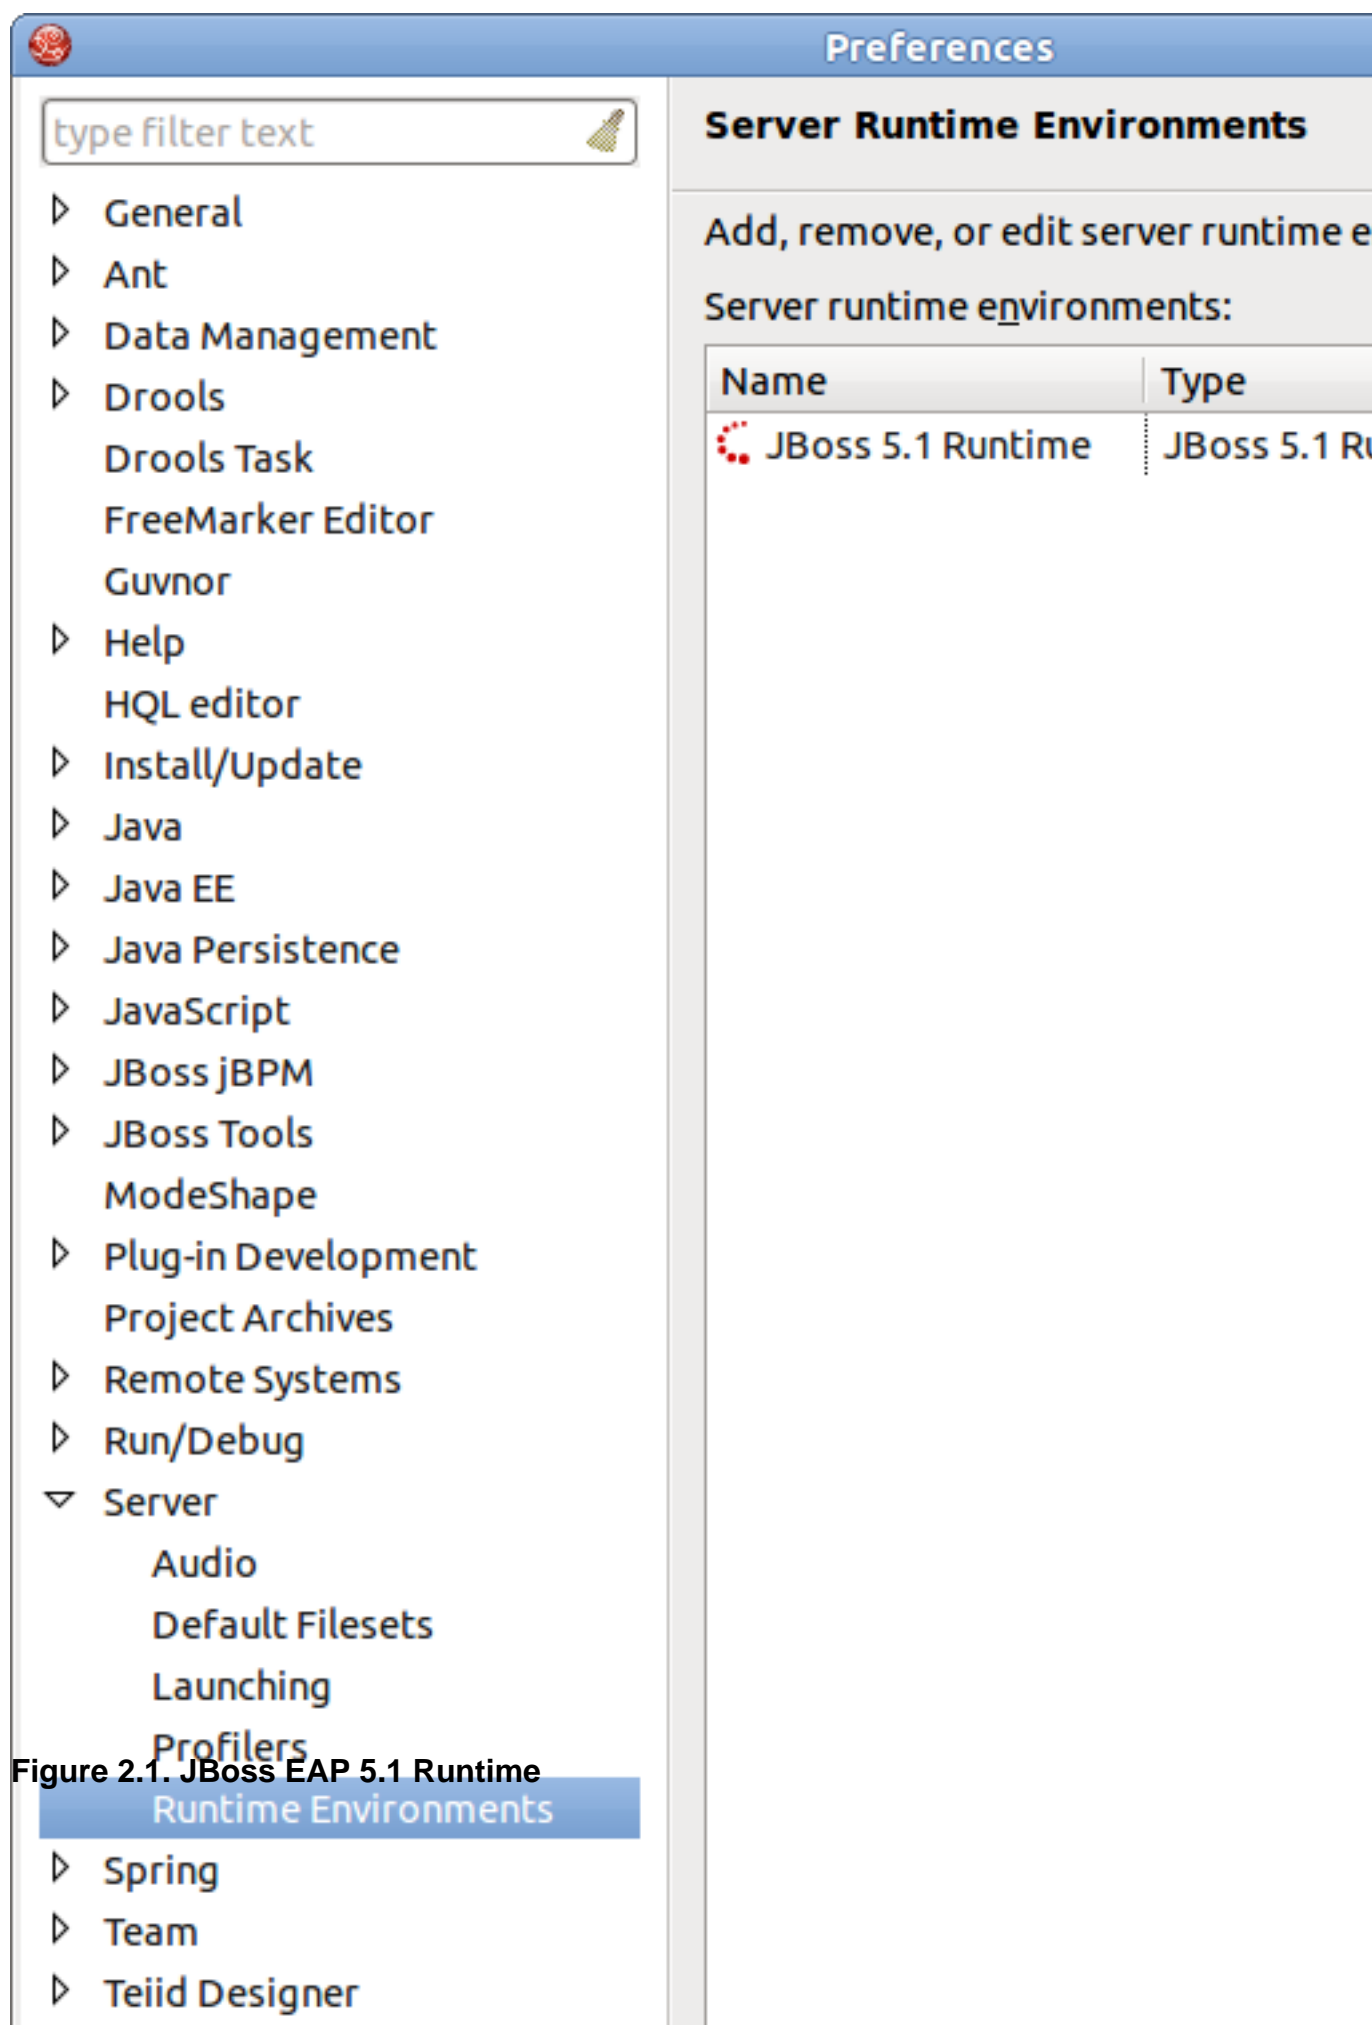 Preferences
type filter text
General
Ant
Data Management
Drools
Drools Task
FreeMarker Editor
Guvnor
Help
HQL editor
Install/Update
Java
Java EE
Java Persistence
JavaScript
JBoss jBPM
JBoss Tools
ModeShape
Plug-in Development
Project Archives
Remote Systems
Run/Debug
Server
Audio
Default Filesets
Launching
Profilers
Figure 2.1. JBoss EAP 5.1 Runtime
Runtime Environments
Spring
Team
Teiid Designer
Server Runtime Environments
Add, remove, or edit server runtime e
Server runtime environments:
Name Type
JBoss 5.1 Runtime JBoss 5.1 Ru